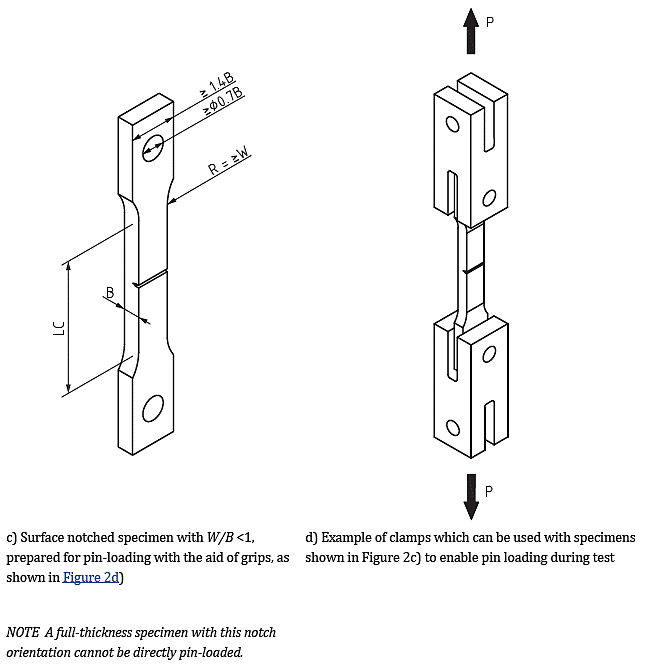 P
≥ 1.4B
≥Ø0.7B
R = ≥W
B
LC
P
c) Surface notched specimen with W/B <1,
prepared for pin-loading with the aid of grips, as
shown in Figure 2d)
d) Example of clamps which can be used with specimens
shown in Figure 2c) to enable pin loading during test
NOTE A full-thickness specimen with this notch
orientation cannot be directly pin-loaded.